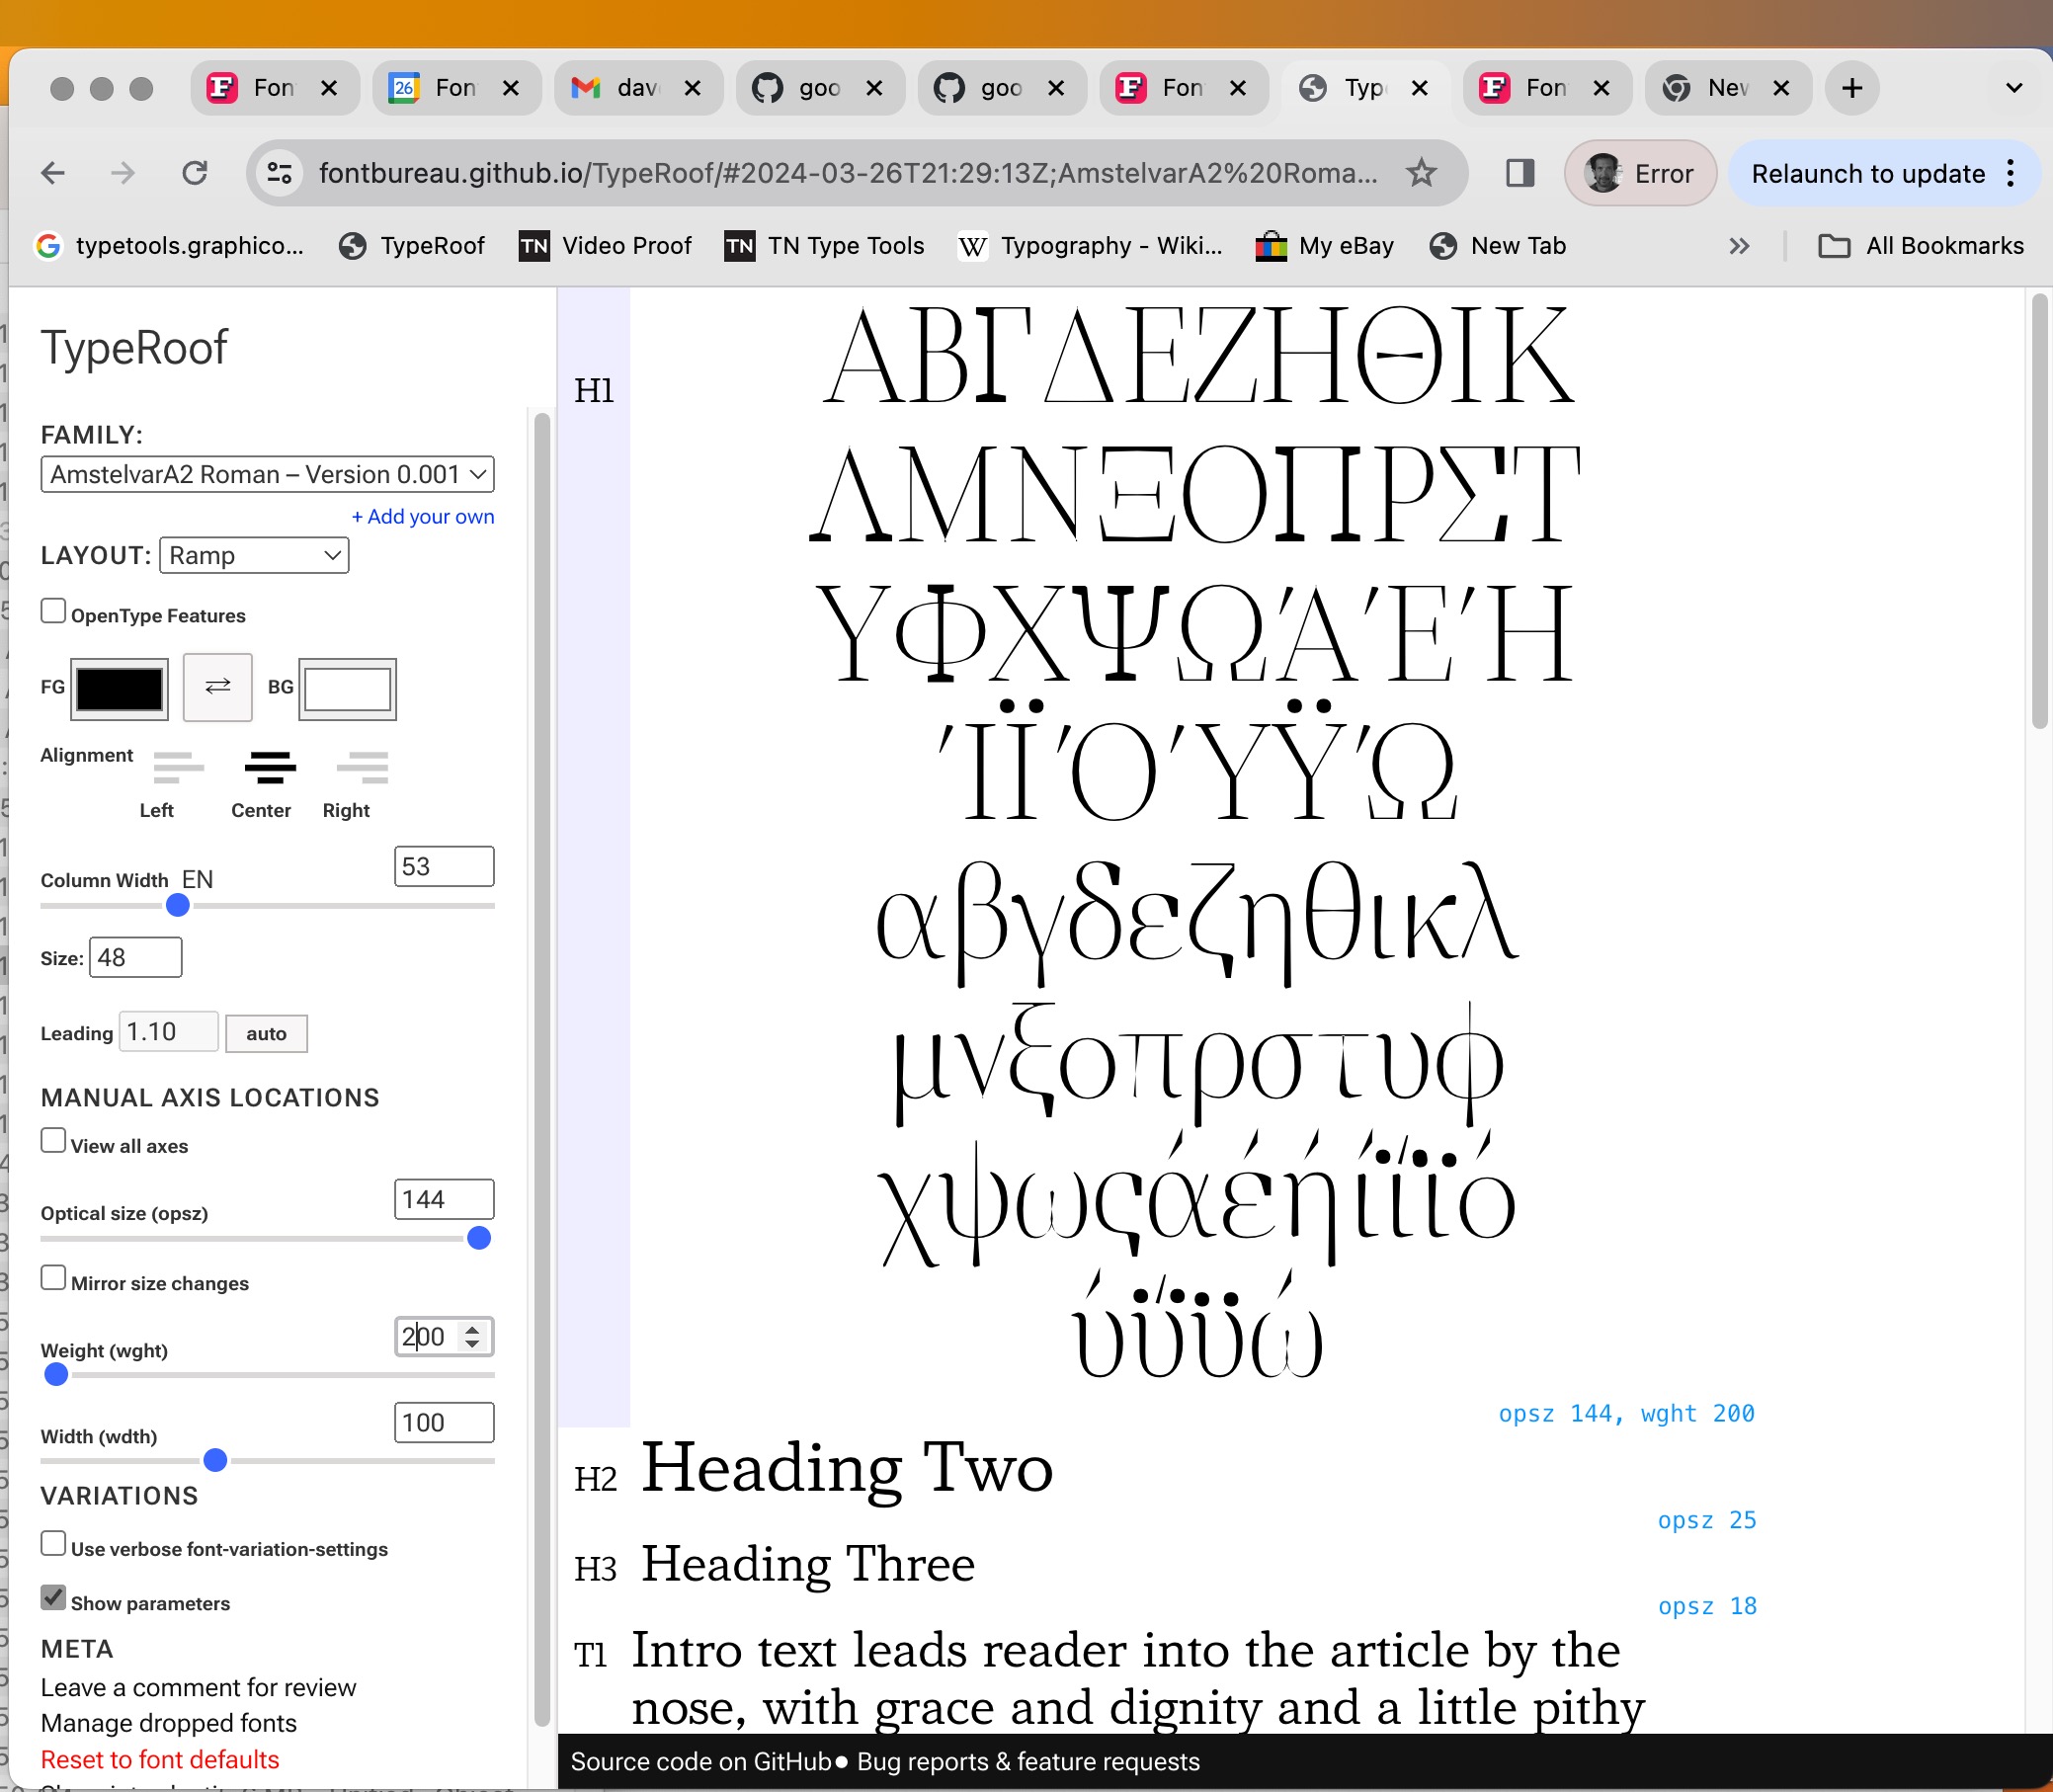 Fon
Fon
dav
goo
goo
Fon
Typ
Fon
New
fontbureau.github.io/TypeRoof/#2024-03-26T21:29:13Z;AmstelvarA2%20Roma...
Error
Relaunch to update
typetools.graphico...
TypeRoof
Video Proof
TN Type Tools
Typography - Wiki...
My eBay
New Tab
All Bookmarks
TypeRoof
FAMILY:
AmstelvarA2 Roman – Version 0.001
+ Add your own
LAYOUT: Ramp
OpenType Features
FG
BG
Alignment
Left Center Right
Column Width EN 53
Size: 48
Leading 1.10 auto
MANUAL AXIS LOCATIONS
View all axes
Optical size (opsz) 144
Mirror size changes
Weight (wght) 200
Width (wdth) 100
VARIATIONS
Use verbose font-variation-settings
Show parameters
META
Leave a comment for review
Manage dropped fonts
Reset to font defaults
H1
ΑΒΓΔΕΖΗΘΙΚ
ΛΜΝΞΟΠΡΣΤ
ΥΦΧΨΩΆΈΉ
ΊΪΌΎΫΏ
αβγδεζηθικλ
μνξοπρστυφ
χψωςάέήίΐϊό
ύΰϋώ
opsz 144, wght 200
H2 Heading Two
opsz 25
H3 Heading Three
opsz 18
T1 Intro text leads reader into the article by the
nose, with grace and dignity and a little pithy
Source code on GitHub● Bug reports & feature requests